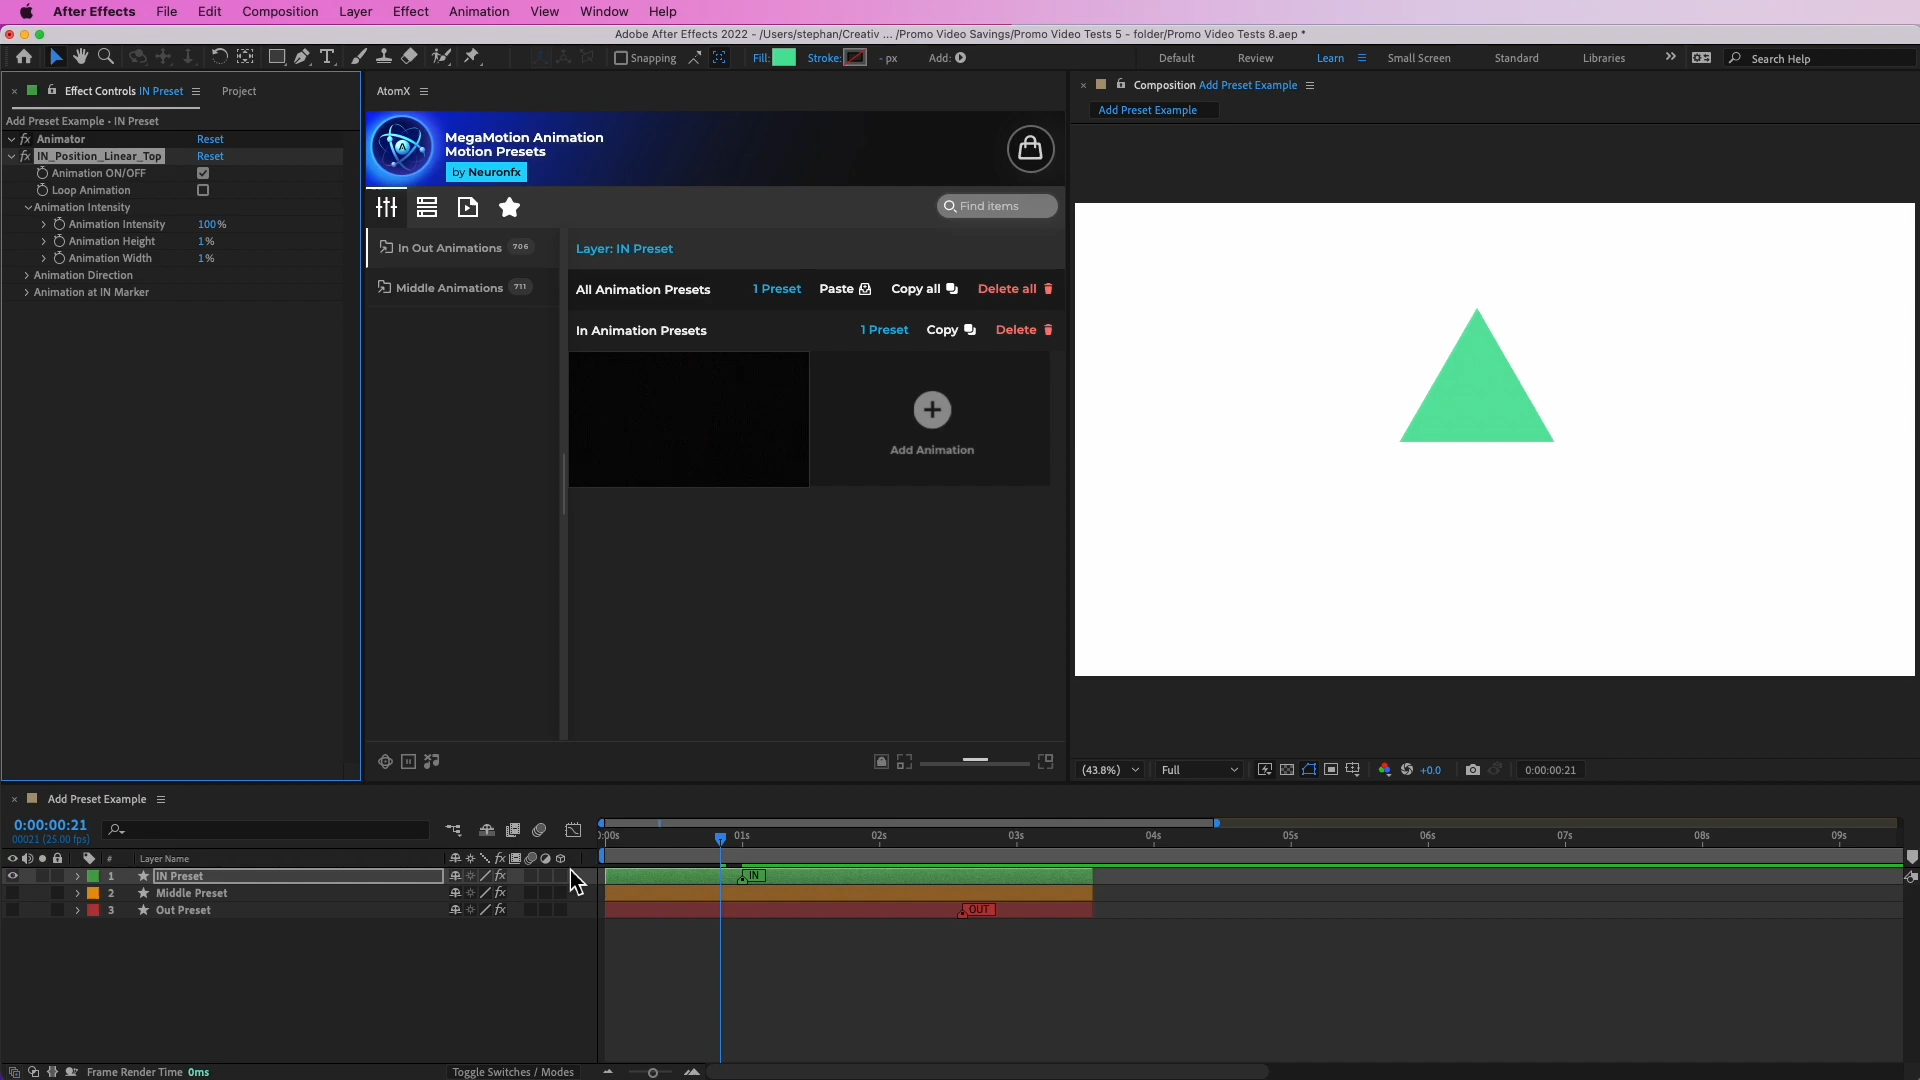 After Effects File Edit Composition Layer Effect Animation View Window Help
Adobe After Effects 2022 - /Users/stephan/Creativ ... /Promo Video Savings/Promo Video Tests 5 - folder/Promo Video Tests 8.aep *
Snapping Fill: Stroke: - px Add: Default Review Learn Small Screen Standard Libraries Search Help
Effect Controls IN Preset Project
Add Preset Example • IN Preset
fx Animator Reset
fx IN_Position_Linear_Top Reset
Animation ON/OFF
Loop Animation
Animation Intensity
Animation Intensity 100%
Animation Height 1%
Animation Width 1%
Animation Direction
Animation at IN Marker
AtomX
MegaMotion Animation
Motion Presets
by Neuronfx
Find items
In Out Animations 706
Middle Animations 711
Layer: IN Preset
All Animation Presets 1 Preset Paste Copy all Delete all
In Animation Presets 1 Preset Copy Delete
Add Animation
Composition Add Preset Example
Add Preset Example
(43.8%) Full +0.0 0:00:00:21
Add Preset Example
0:00:00:21
00021 (25.00 fps)
# Layer Name fx
1 IN Preset fx
2 Middle Preset
3 Out Preset fx
:00s 01s 02s 03s 04s 05s 06s 07s 08s 09s
IN
OUT
Frame Render Time 0ms Toggle Switches / Modes